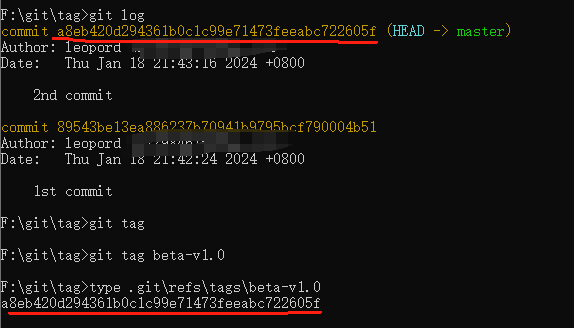 F:\git\tag>git log
commit a8eb420d294361b0c1c99e71473feeabc722605f (HEAD -> master)
Author: leopord
Date:   Thu Jan 18 21:43:16 2024 +0800
2nd commit
commit 89543be13ea886237b70941b9795bcf790004b51
Author: leopord
Date:   Thu Jan 18 21:42:24 2024 +0800
1st commit
F:\git\tag>git tag
F:\git\tag>git tag beta-v1.0
F:\git\tag>type .git\refs\tags\beta-v1.0
a8eb420d294361b0c1c99e71473feeabc722605f